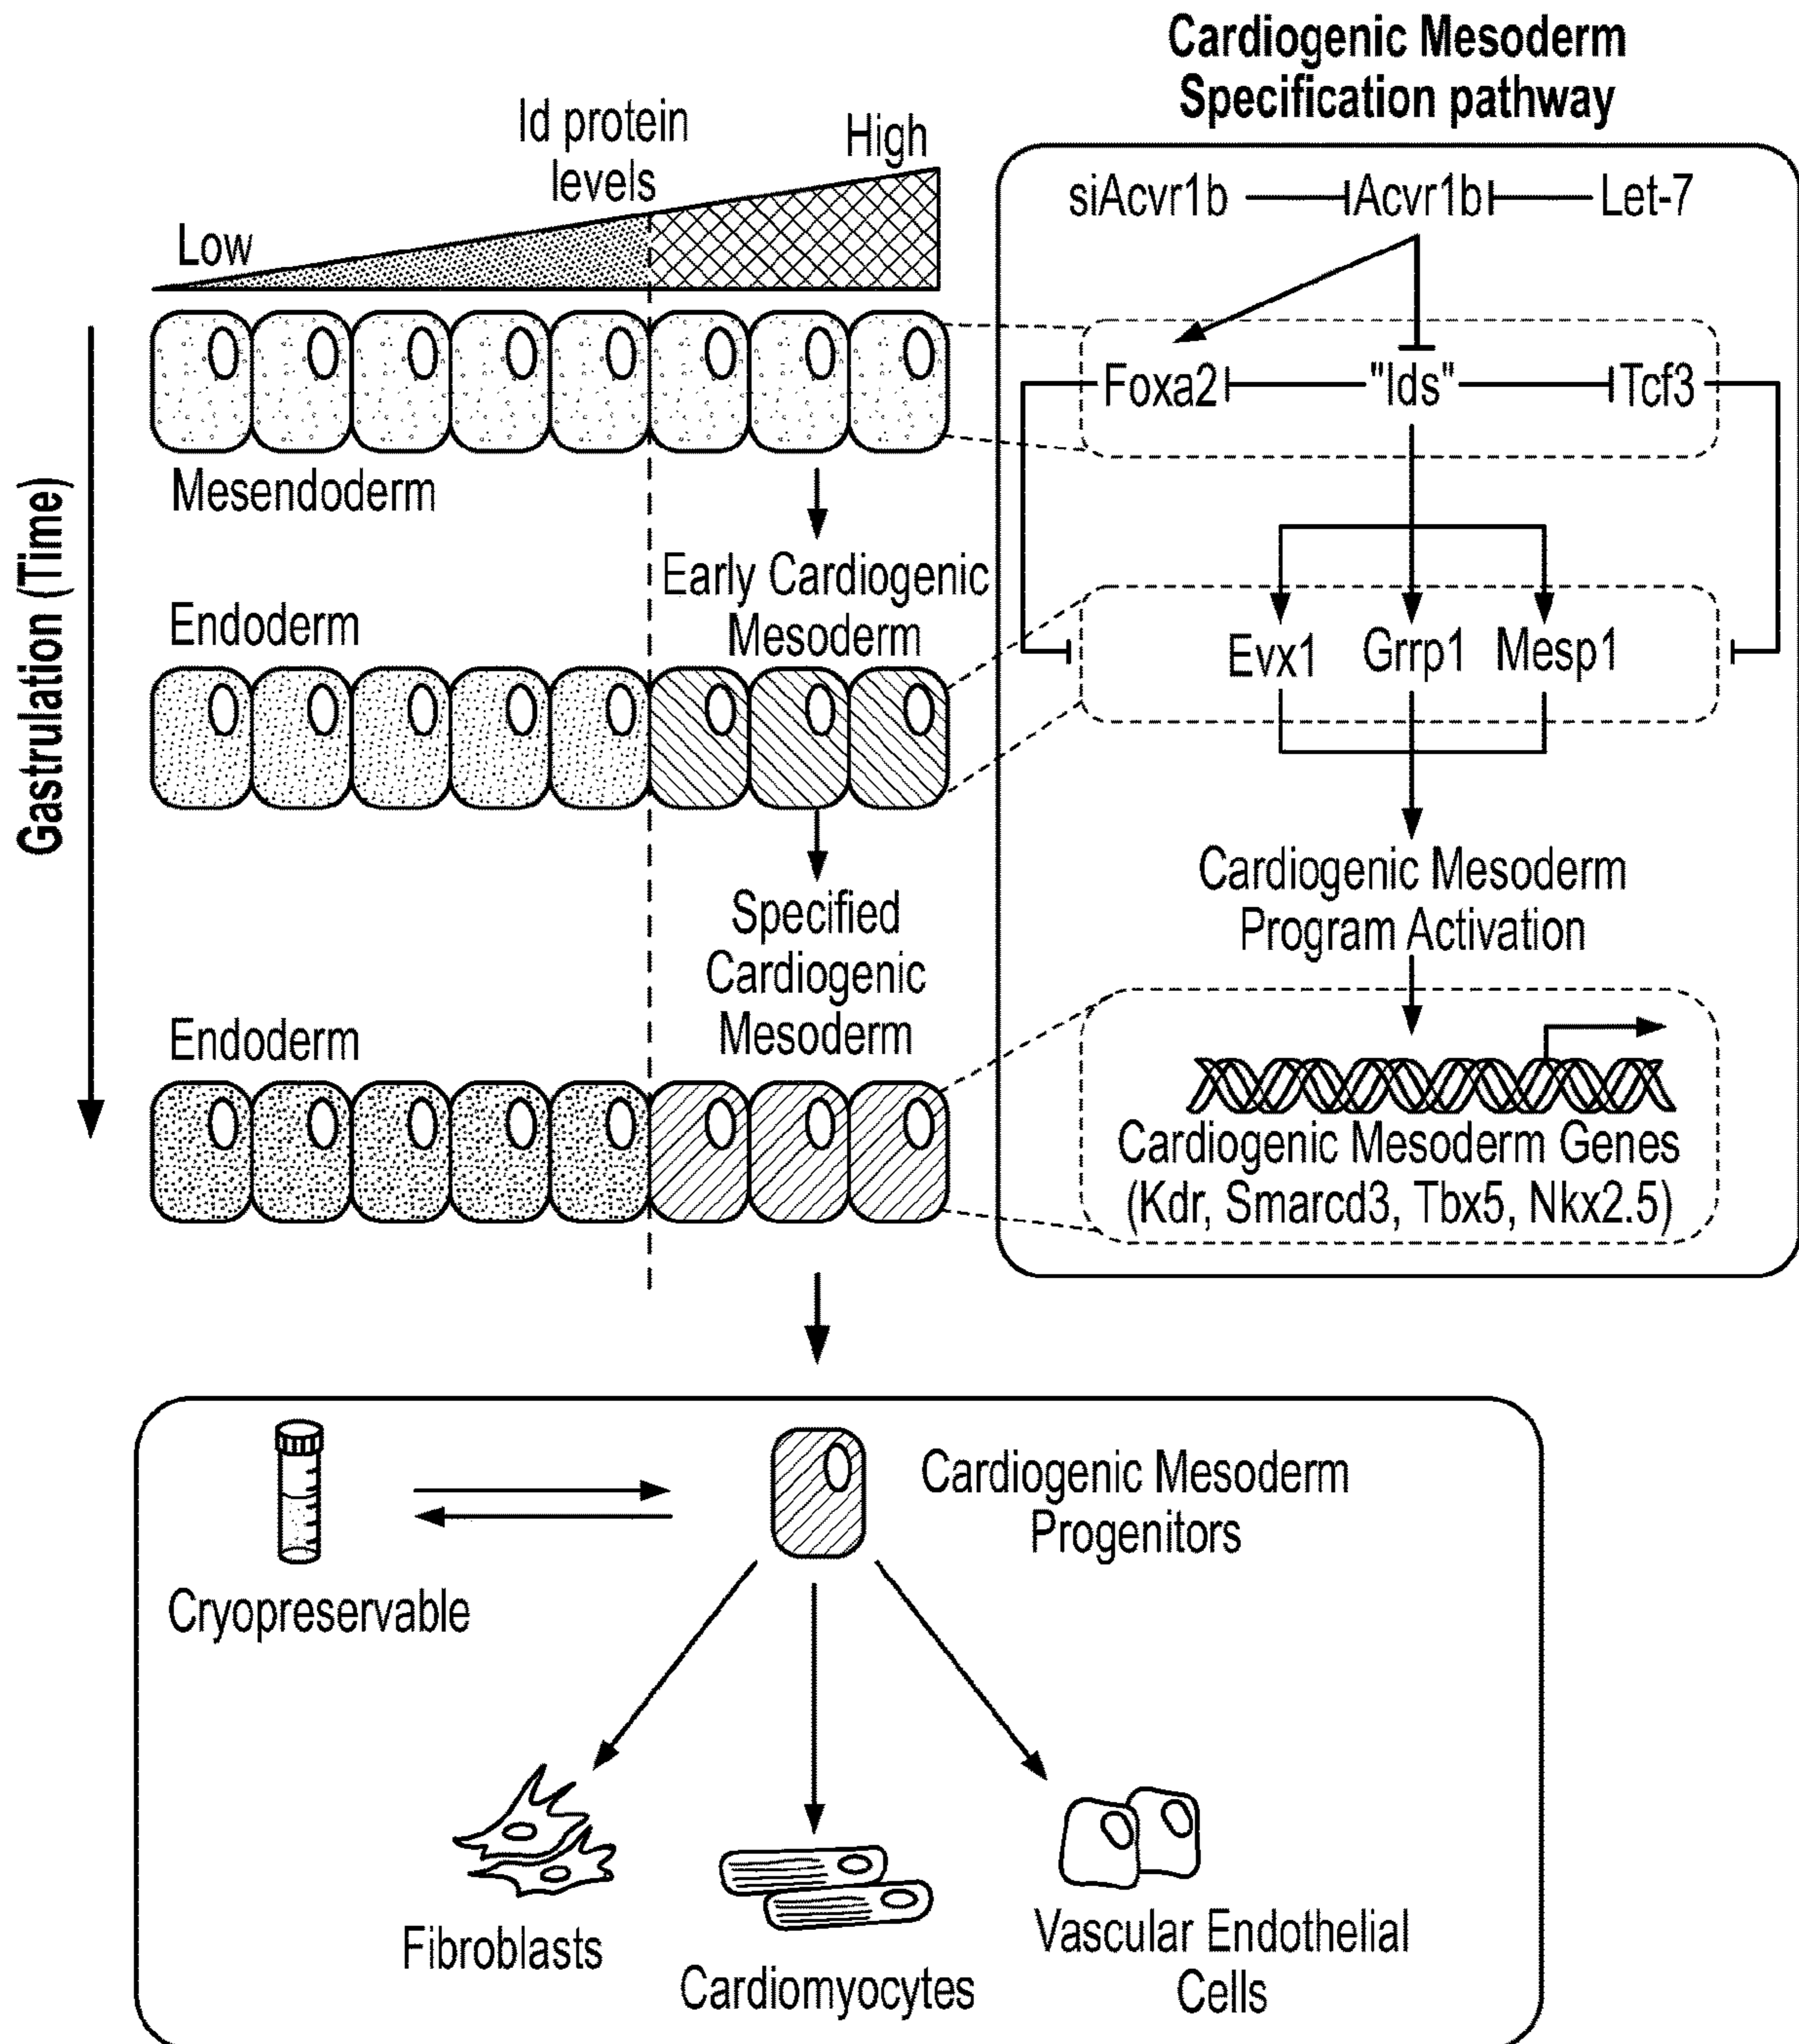 Cardiogenic Mesoderm
Specification pathway
Id protein
levels
High
Low
siAcvr1b
Acvr1b
Let-7
Foxa2
"Ids"
Tcf3
Mesendoderm
Gastrulation (Time)
Early Cardiogenic
Mesoderm
Endoderm
Evx1
Grrp1
Mesp1
Cardiogenic Mesoderm
Program Activation
Specified
Cardiogenic
Mesoderm
Endoderm
Cardiogenic Mesoderm Genes
(Kdr, Smarcd3, Tbx5, Nkx2.5)
Cardiogenic Mesoderm
Progenitors
Cryopreservable
Fibroblasts
Cardiomyocytes
Vascular Endothelial
Cells